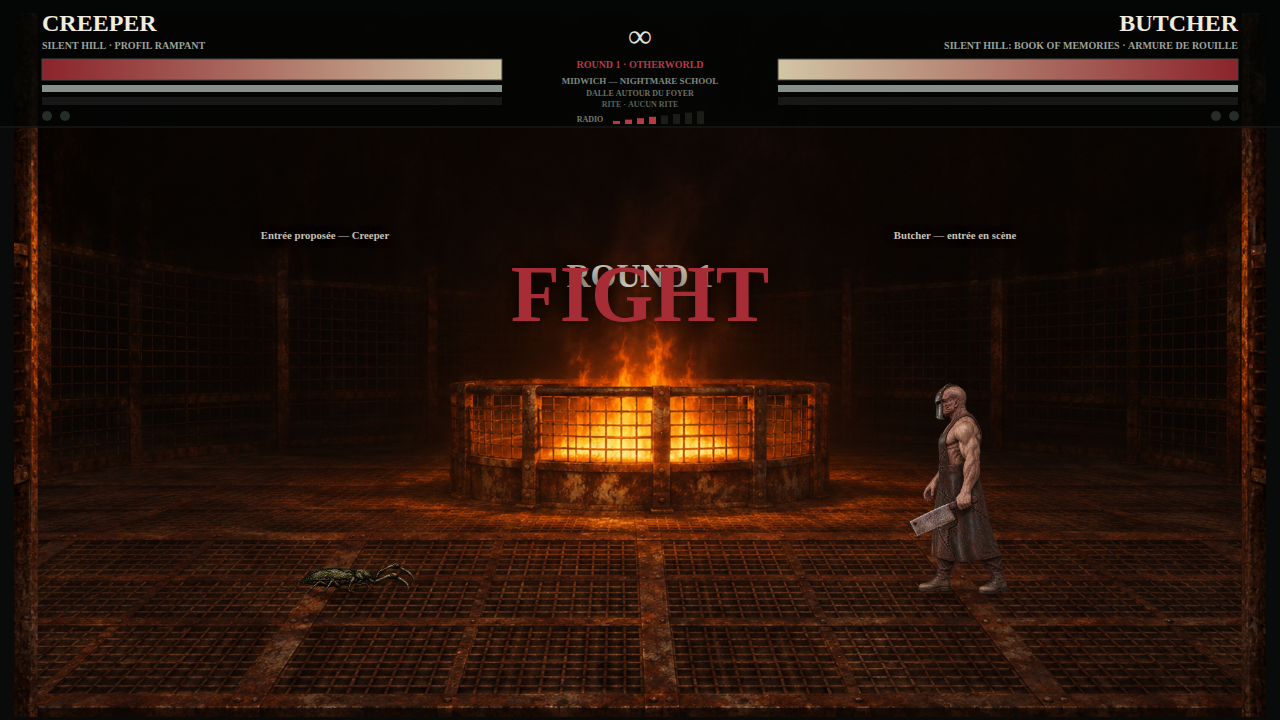 CREEPER
SILENT HILL · PROFIL RAMPANT
∞
ROUND 1 · OTHERWORLD
MIDWICH — NIGHTMARE SCHOOL
DALLE AUTOUR DU FOYER
RITE · AUCUN RITE
RADIO
BUTCHER
SILENT HILL: BOOK OF MEMORIES · ARMURE DE ROUILLE
Entrée proposée — Creeper
Butcher — entrée en scène
ROUND 1
FIGHT